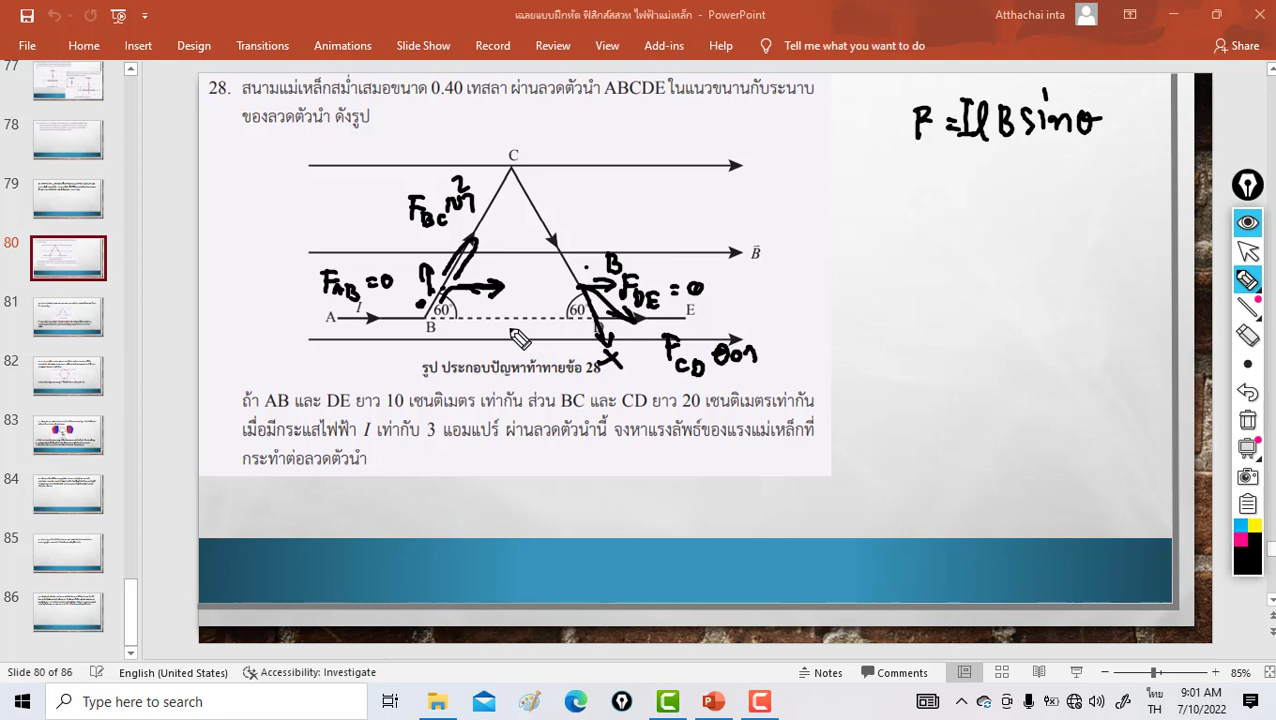 เฉลยแบบฝึกหัด ฟิสิกส์สสวท ไฟฟ้าแม่เหล็ก - PowerPoint
Atthachai inta
File Home Insert Design Transitions Animations Slide Show Record Review View Add-ins Help Tell me what you want to do Share
77
78
79
80
81
82
83
84
85
86
28. สนามแม่เหล็กสม่ำเสมอขนาด 0.40 เทสลา ผ่านลวดตัวนำ ABCDE ในแนวขนานกับระนาบ
ของลวดตัวนำ ดังรูป
F = IlB sinθ
C
F_BC
B
F_AB = 0
B
F_DE = 0
A I B 60° 60° D E
X
F_CD ออก
รูป ประกอบปัญหาท้าทายข้อ 28
ถ้า AB และ DE ยาว 10 เซนติเมตร เท่ากัน ส่วน BC และ CD ยาว 20 เซนติเมตรเท่ากัน
เมื่อมีกระแสไฟฟ้า I เท่ากับ 3 แอมแปร์ ผ่านลวดตัวนำนี้ จงหาแรงลัพธ์ของแรงแม่เหล็กที่
กระทำต่อลวดตัวนำ
Slide 80 of 86 English (United States) Accessibility: Investigate Notes Comments 85%
Type here to search
ไทย
TH
9:01 AM
7/10/2022